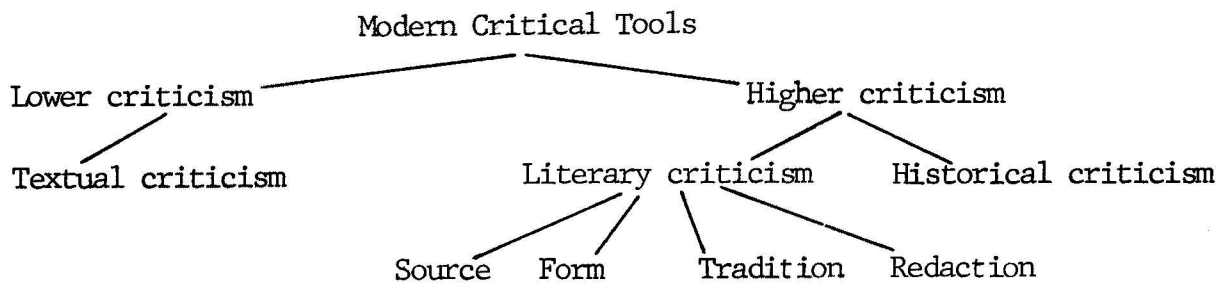 Modern Critical Tools
Lower criticism Higher criticism
Textual criticism Literary criticism Historical criticism
Source Form Tradition Redaction